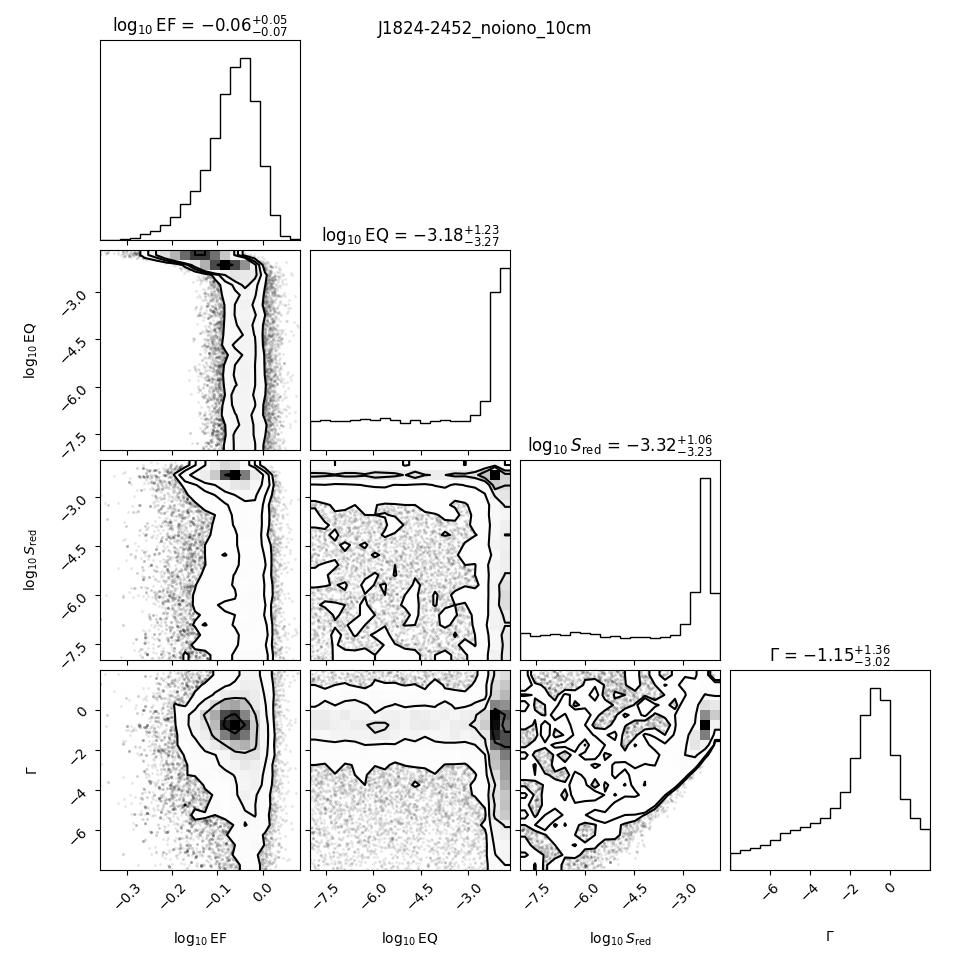 J1824-2452_noiono_10cm
log₁₀ EF = −0.06+0.05−0.07
log₁₀ EQ = −3.18+1.23−3.27
log₁₀ EQ
−3.0
−4.5
−6.0
−7.5
log₁₀ Sred = −3.32+1.06−3.23
log₁₀ Sred
−3.0
−4.5
−6.0
−7.5
Γ = −1.15+1.36−3.02
Γ
0
−2
−4
−6
−0.3 −0.2 −0.1 0.0 −7.5 −6.0 −4.5 −3.0 −7.5 −6.0 −4.5 −3.0 −6 −4 −2 0
log₁₀ EF log₁₀ EQ log₁₀ Sred Γ